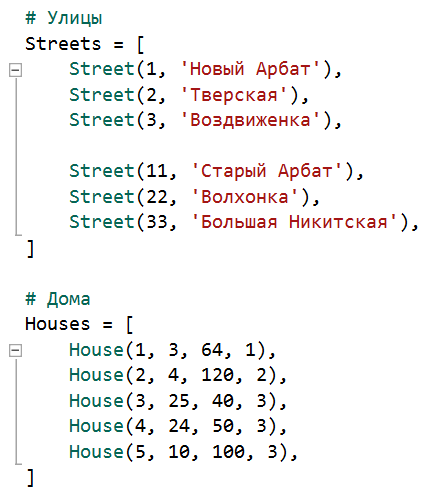 # Улицы
Streets = [
Street(1, 'Новый Арбат'),
Street(2, 'Тверская'),
Street(3, 'Воздвиженка'),
Street(11, 'Старый Арбат'),
Street(22, 'Волхонка'),
Street(33, 'Большая Никитская'),
]
# Дома
Houses = [
House(1, 3, 64, 1),
House(2, 4, 120, 2),
House(3, 25, 40, 3),
House(4, 24, 50, 3),
House(5, 10, 100, 3),
]